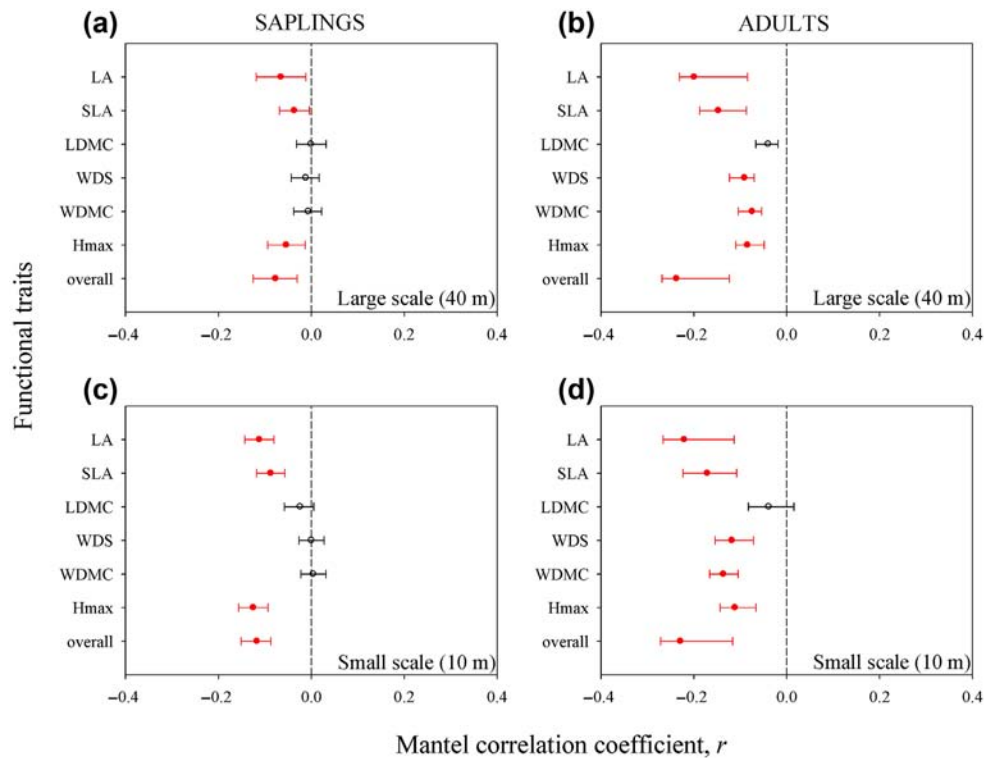 (a) SAPLINGS
(b) ADULTS
Functional traits
LA
SLA
LDMC
WDS
WDMC
Hmax
overall
Large scale (40 m)
−0.4 −0.2 0.0 0.2 0.4
LA
SLA
LDMC
WDS
WDMC
Hmax
overall
Large scale (40 m)
−0.4 −0.2 0.0 0.2 0.4
(c)
LA
SLA
LDMC
WDS
WDMC
Hmax
overall
Small scale (10 m)
−0.4 −0.2 0.0 0.2 0.4
(d)
LA
SLA
LDMC
WDS
WDMC
Hmax
overall
Small scale (10 m)
−0.4 −0.2 0.0 0.2 0.4
Mantel correlation coefficient, r